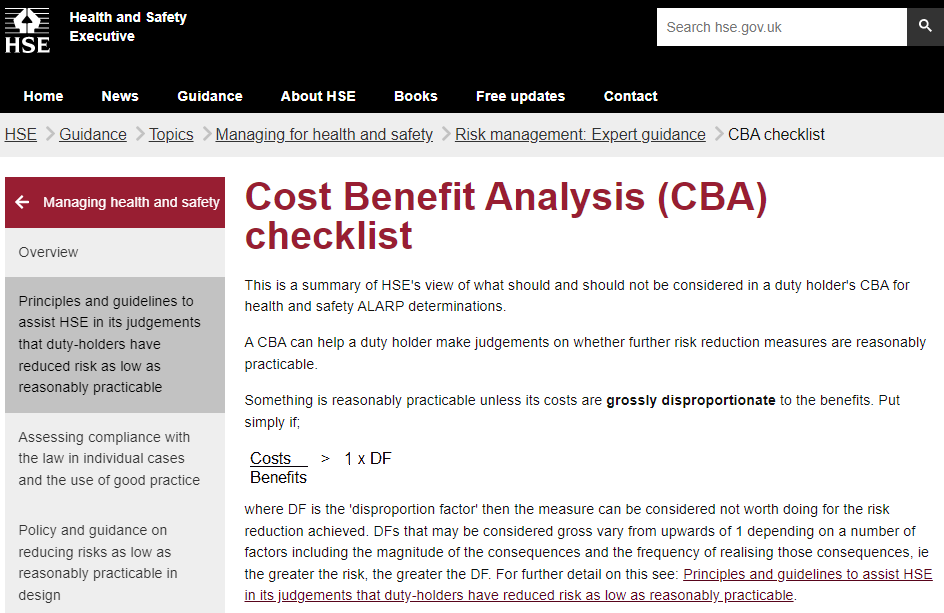 HSE
Health and Safety
Executive
Search hse.gov.uk
Home News Guidance About HSE Books Free updates Contact
HSE Guidance Topics Managing for health and safety Risk management: Expert guidance CBA checklist
Managing health and safety
Overview
Principles and guidelines to
assist HSE in its judgements
that duty-holders have
reduced risk as low as
reasonably practicable
Assessing compliance with
the law in individual cases
and the use of good practice
Policy and guidance on
reducing risks as low as
reasonably practicable in
design
Cost Benefit Analysis (CBA)
checklist
This is a summary of HSE's view of what should and should not be considered in a duty holder's CBA for
health and safety ALARP determinations.
A CBA can help a duty holder make judgements on whether further risk reduction measures are reasonably
practicable.
Something is reasonably practicable unless its costs are grossly disproportionate to the benefits. Put
simply if;
Costs > 1 x DF
Benefits
where DF is the 'disproportion factor' then the measure can be considered not worth doing for the risk
reduction achieved. DFs that may be considered gross vary from upwards of 1 depending on a number of
factors including the magnitude of the consequences and the frequency of realising those consequences, ie
the greater the risk, the greater the DF. For further detail on this see: Principles and guidelines to assist HSE
in its judgements that duty-holders have reduced risk as low as reasonably practicable.